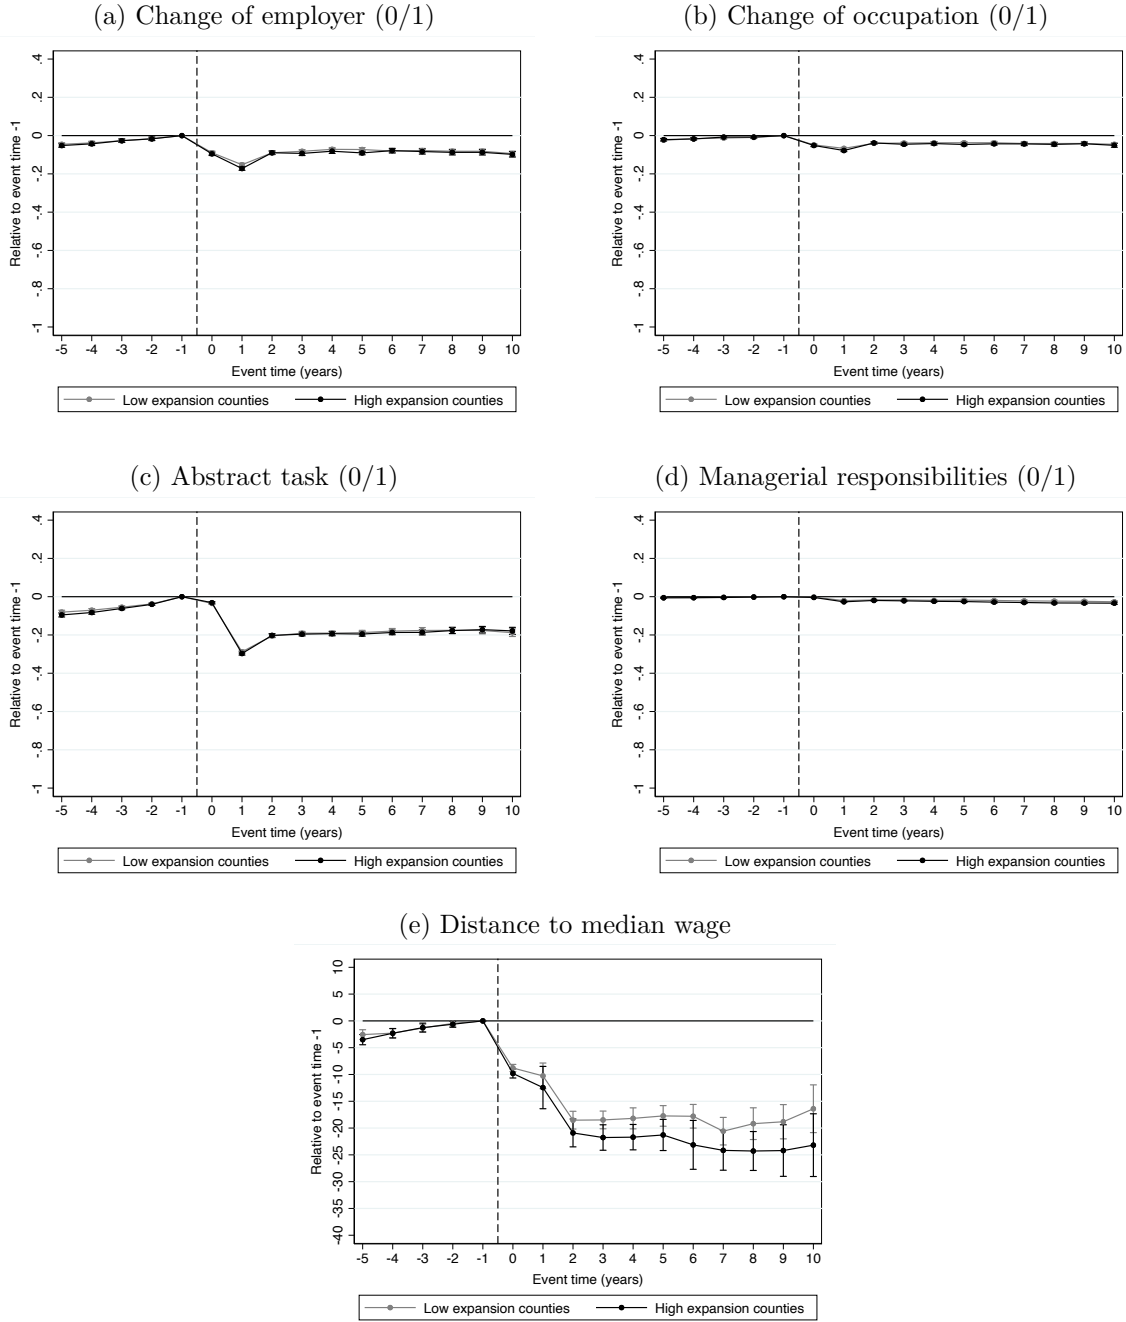 (a) Change of employer (0/1)
(b) Change of occupation (0/1)
Relative to event time -1
.4
.2
0
-.2
-.4
-.6
-.8
-1
-5 -4 -3 -2 -1 0 1 2 3 4 5 6 7 8 9 10
Event time (years)
Low expansion counties High expansion counties
Relative to event time -1
.4
.2
0
-.2
-.4
-.6
-.8
-1
-5 -4 -3 -2 -1 0 1 2 3 4 5 6 7 8 9 10
Event time (years)
Low expansion counties High expansion counties
(c) Abstract task (0/1)
(d) Managerial responsibilities (0/1)
Relative to event time -1
.4
.2
0
-.2
-.4
-.6
-.8
-1
-5 -4 -3 -2 -1 0 1 2 3 4 5 6 7 8 9 10
Event time (years)
Low expansion counties High expansion counties
Relative to event time -1
.4
.2
0
-.2
-.4
-.6
-.8
-1
-5 -4 -3 -2 -1 0 1 2 3 4 5 6 7 8 9 10
Event time (years)
Low expansion counties High expansion counties
(e) Distance to median wage
Relative to event time -1
10
5
0
-5
-10
-15
-20
-25
-30
-35
-40
-5 -4 -3 -2 -1 0 1 2 3 4 5 6 7 8 9 10
Event time (years)
Low expansion counties High expansion counties